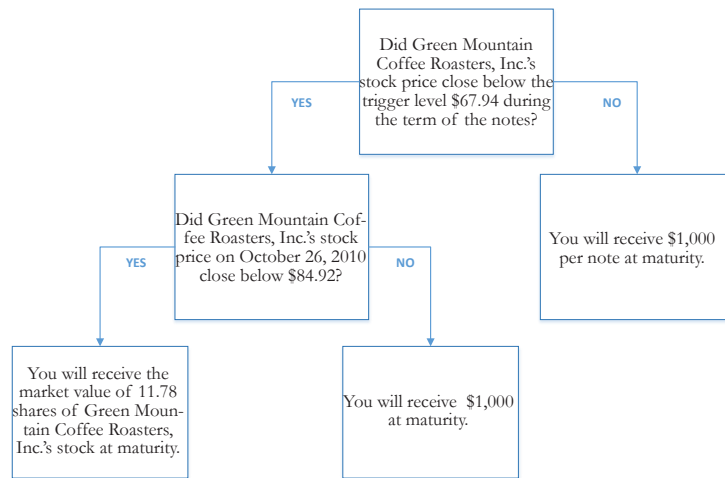 Did Green Mountain
Coffee Roasters, Inc.'s
stock price close below the
trigger level $67.94 during
the term of the notes?
YES
NO
Did Green Mountain Cof-
fee Roasters, Inc.'s stock
price on October 26, 2010
close below $84.92?
You will receive $1,000
per note at maturity.
YES
NO
You will receive the
market value of 11.78
shares of Green Moun-
tain Coffee Roasters,
Inc.'s stock at maturity.
You will receive $1,000
at maturity.